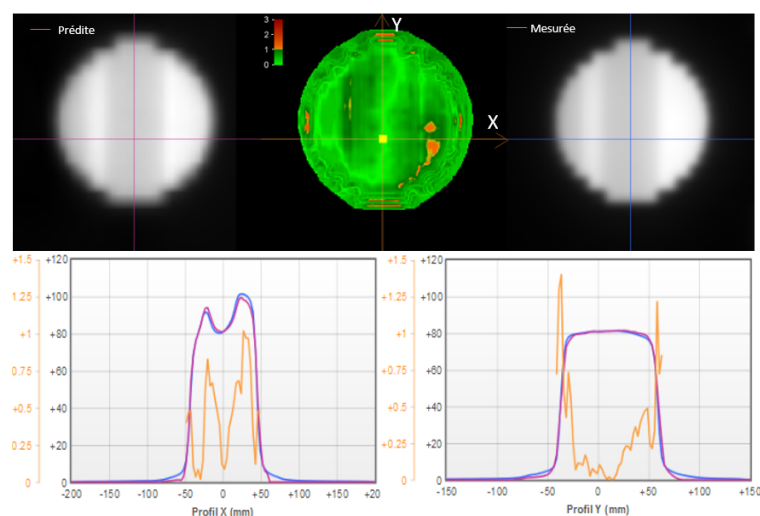 Prédite
3
2
1
0
Y
X
Mesurée
+1.5 +120
1.25 +100
+1 +80
0.75 +60
+0.5 +40
0.25 +20
0 0
-200 -150 -100 -50 0 +50 +100 +150 +20
Profil X (mm)
+1.5 +120
1.25 +100
+1 +80
0.75 +60
+0.5 +40
0.25 +20
0 0
-150 -100 -50 0 +50 +100 +150
Profil Y (mm)